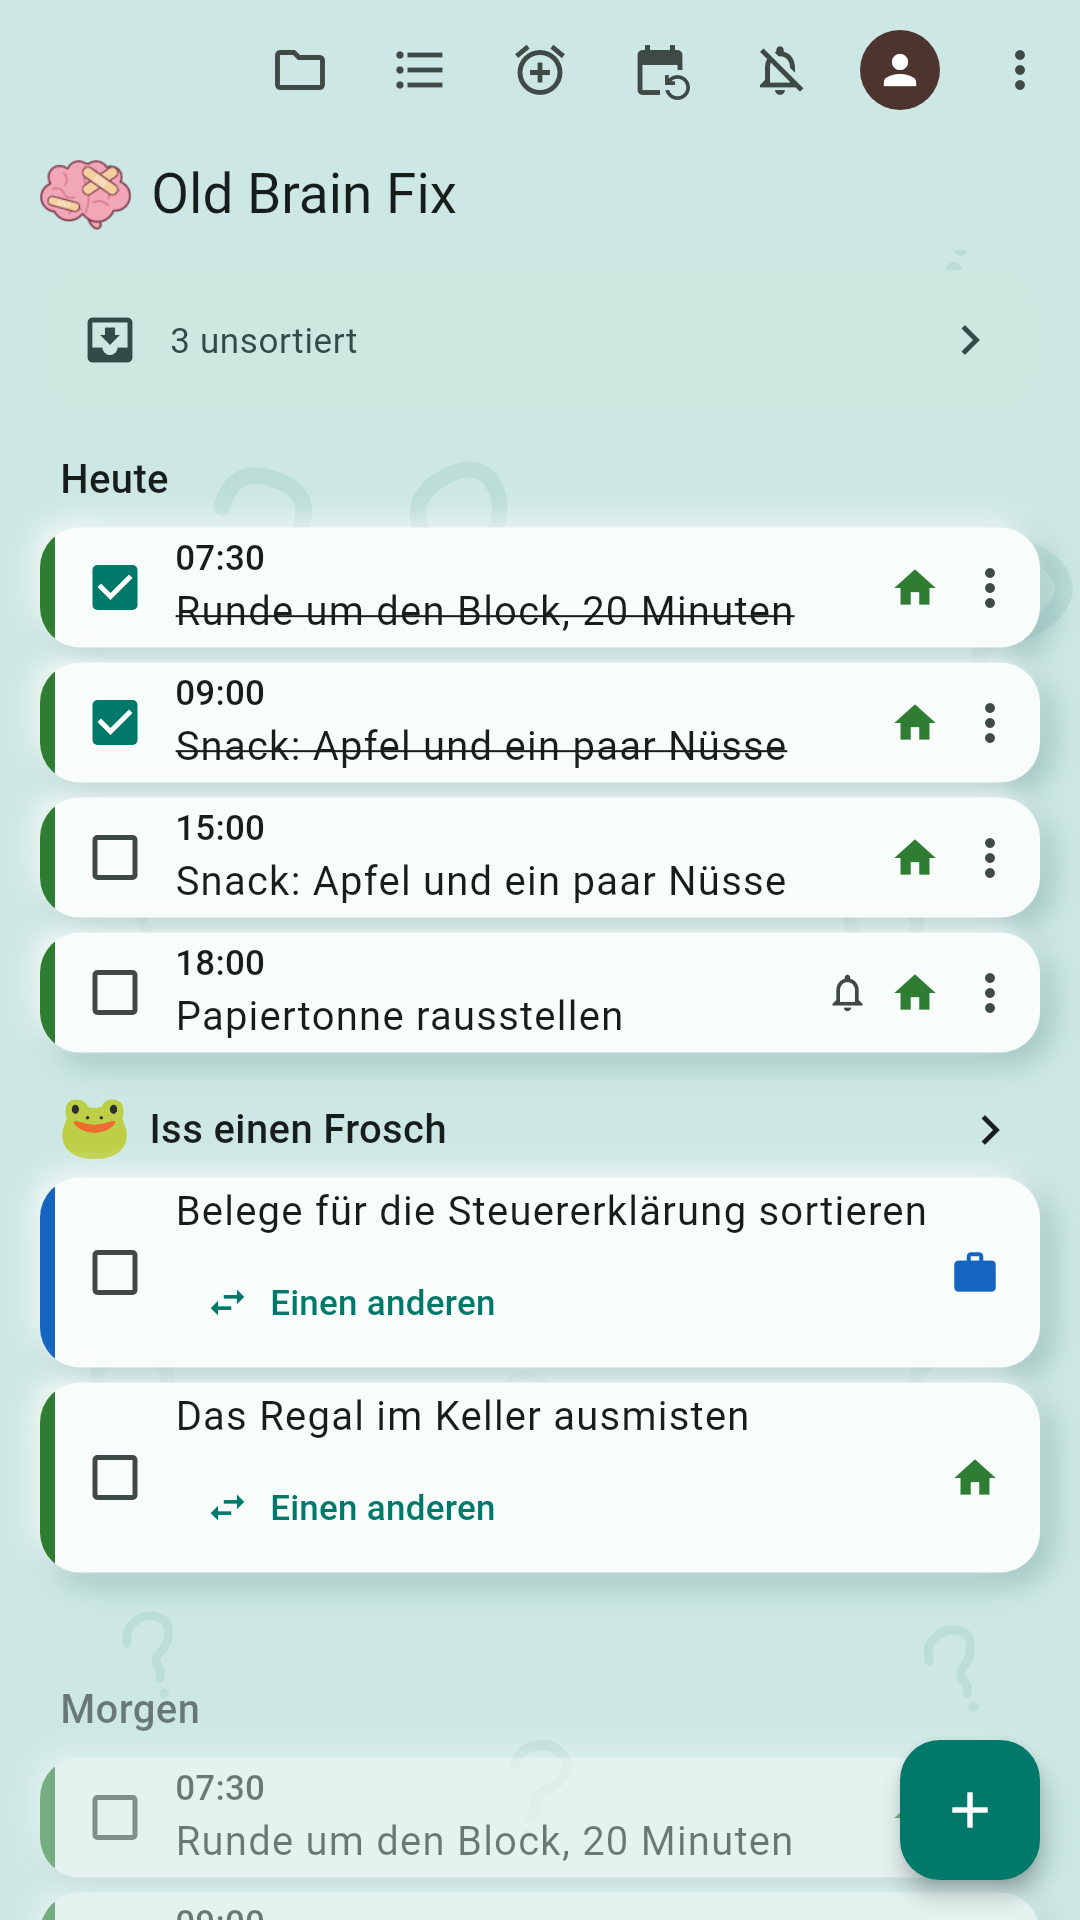 Old Brain Fix
3 unsortiert
Heute
07:30
Runde um den Block, 20 Minuten
09:00
Snack: Apfel und ein paar Nüsse
15:00
Snack: Apfel und ein paar Nüsse
18:00
Papiertonne rausstellen
Iss einen Frosch
Belege für die Steuererklärung sortieren
Einen anderen
Das Regal im Keller ausmisten
Einen anderen
Morgen
07:30
Runde um den Block, 20 Minuten
09:00